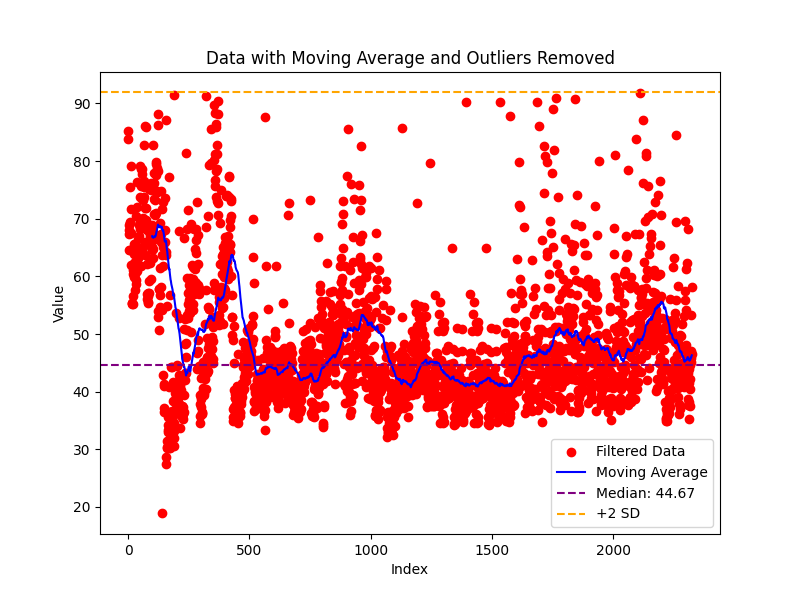 Data with Moving Average and Outliers Removed
Value
90
80
70
60
50
40
30
20
Filtered Data
Moving Average
Median: 44.67
+2 SD
0
500
1000
1500
2000
Index